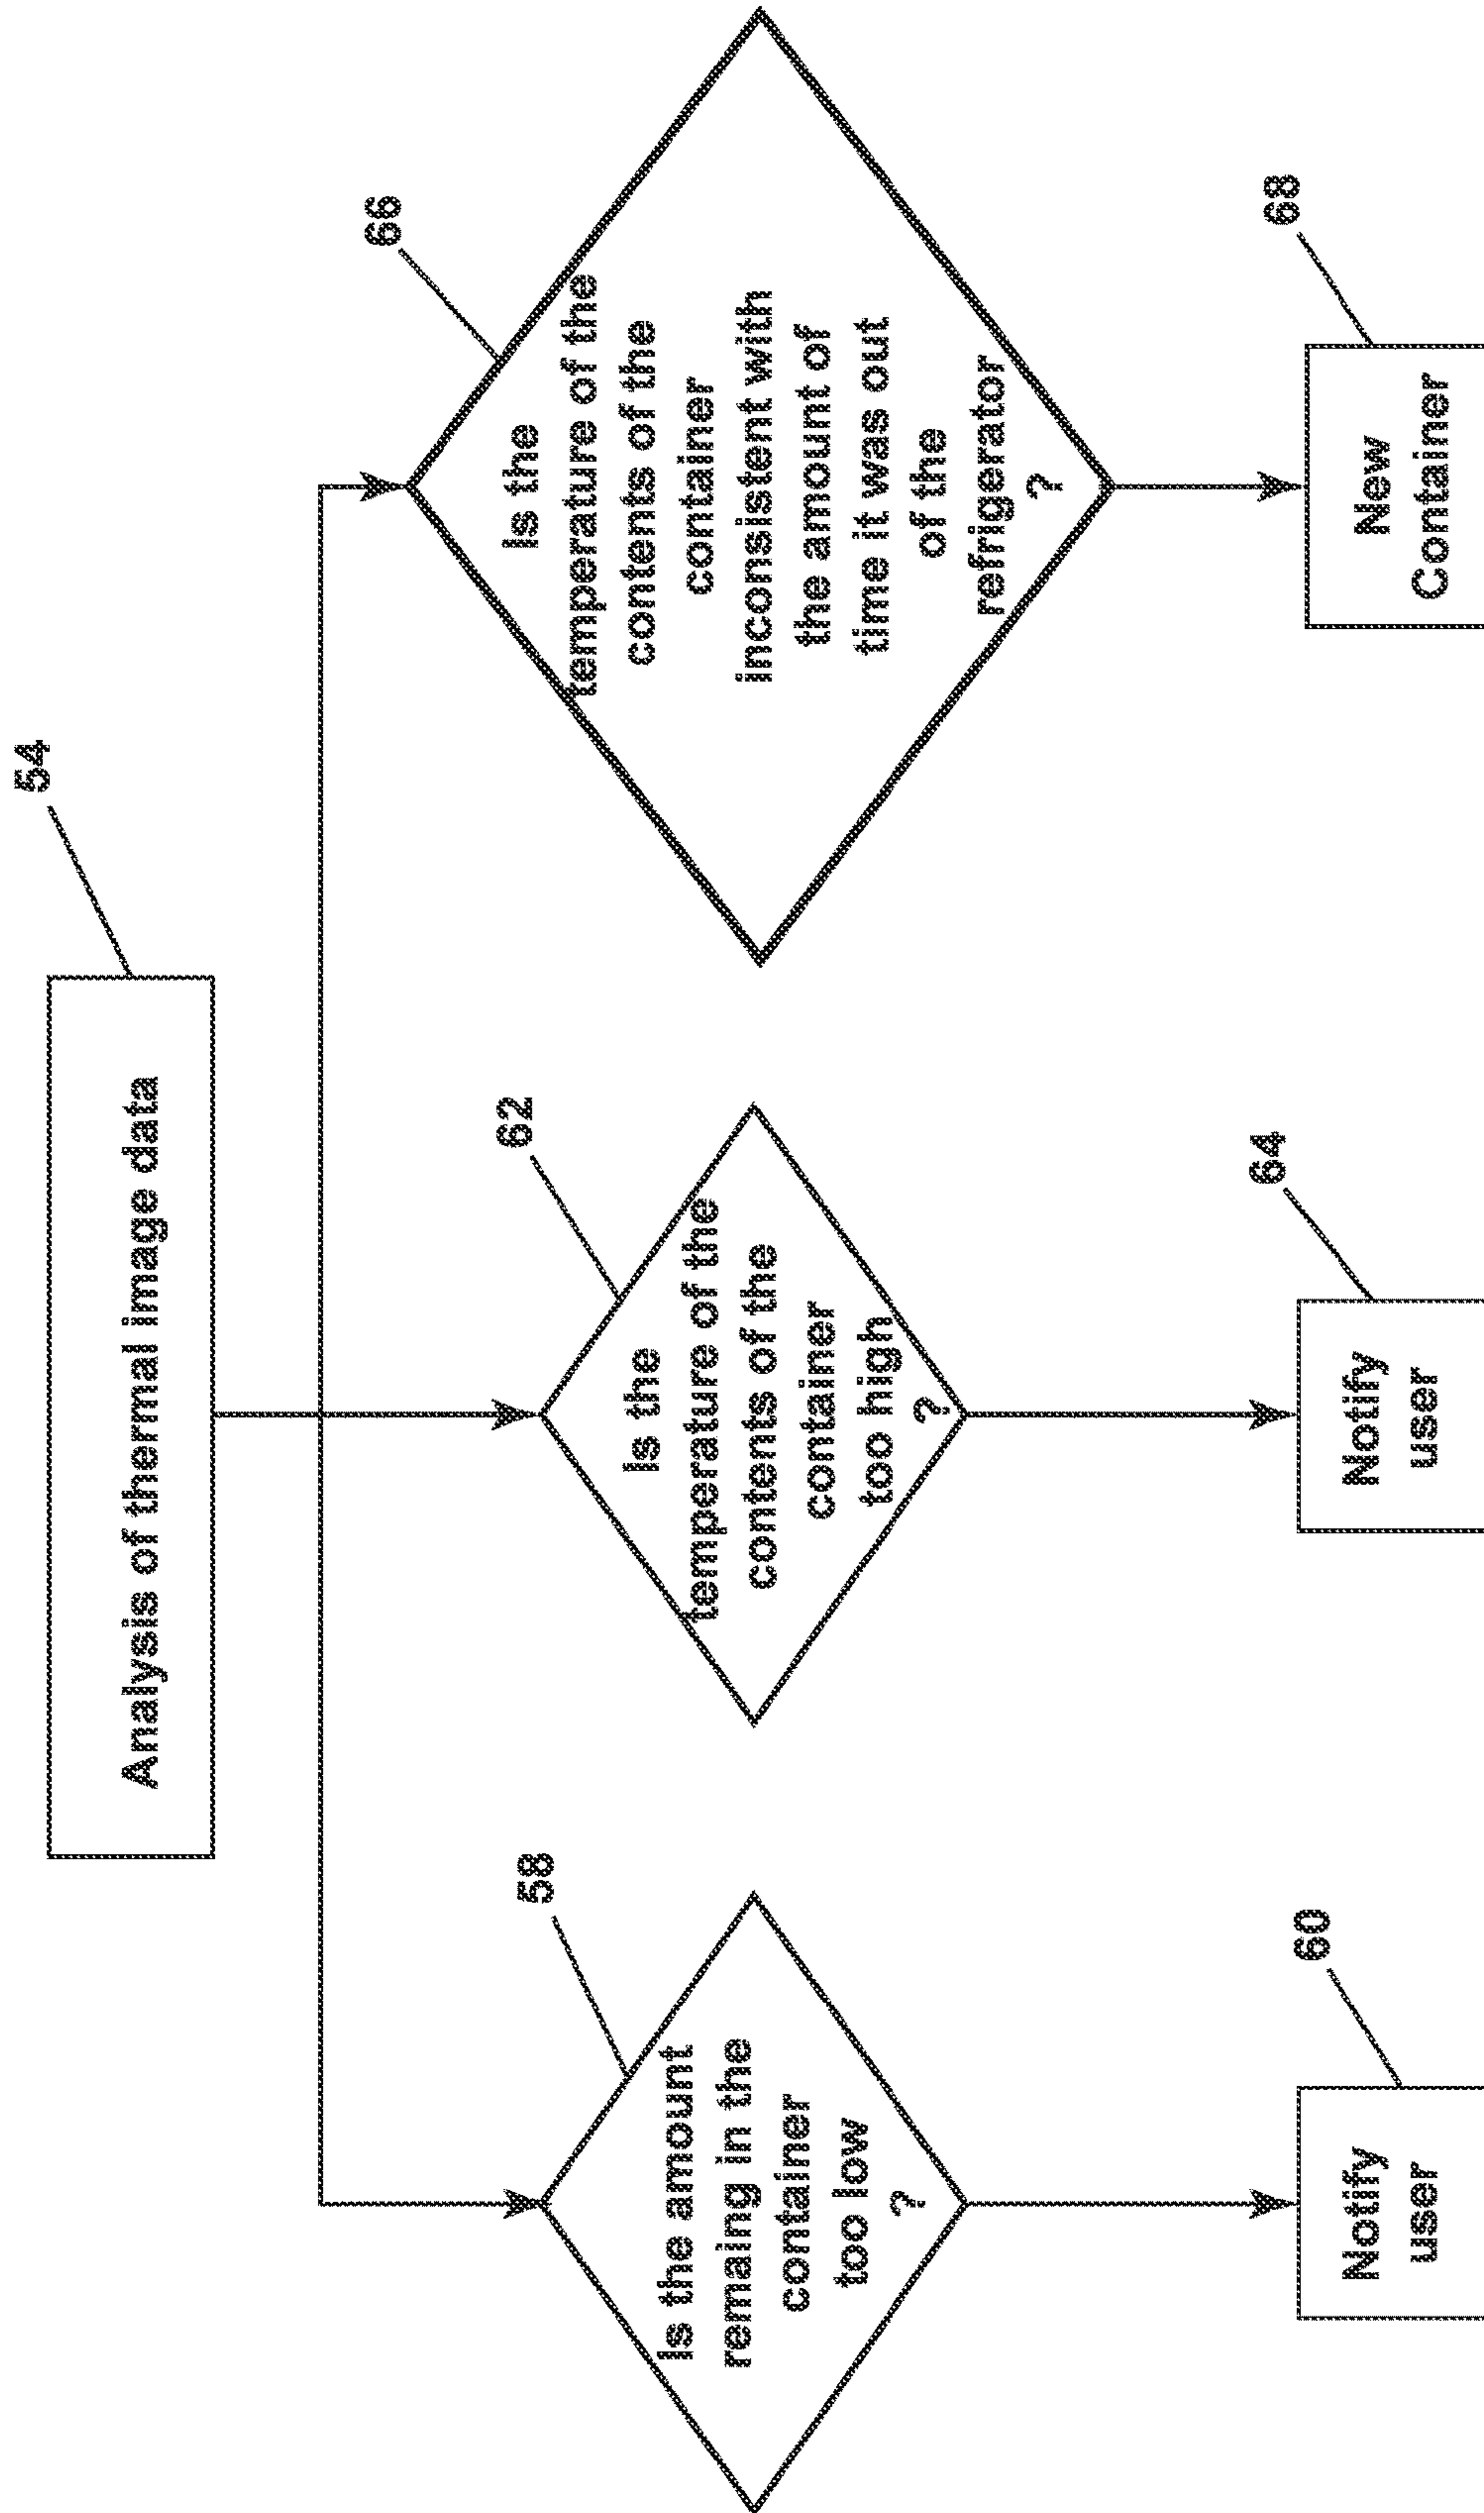 54
Analysis of thermal image data
58
Is the amount
remaing in the
container
too low
?
62
Is the
temperature of the
contents of the
container
too high
?
66
Is the
temperature of the
contents of the
container
inconsistent with
the amount of
time it was out
of the
refrigerator
?
60
Notify
user
64
Notify
user
68
New
Container